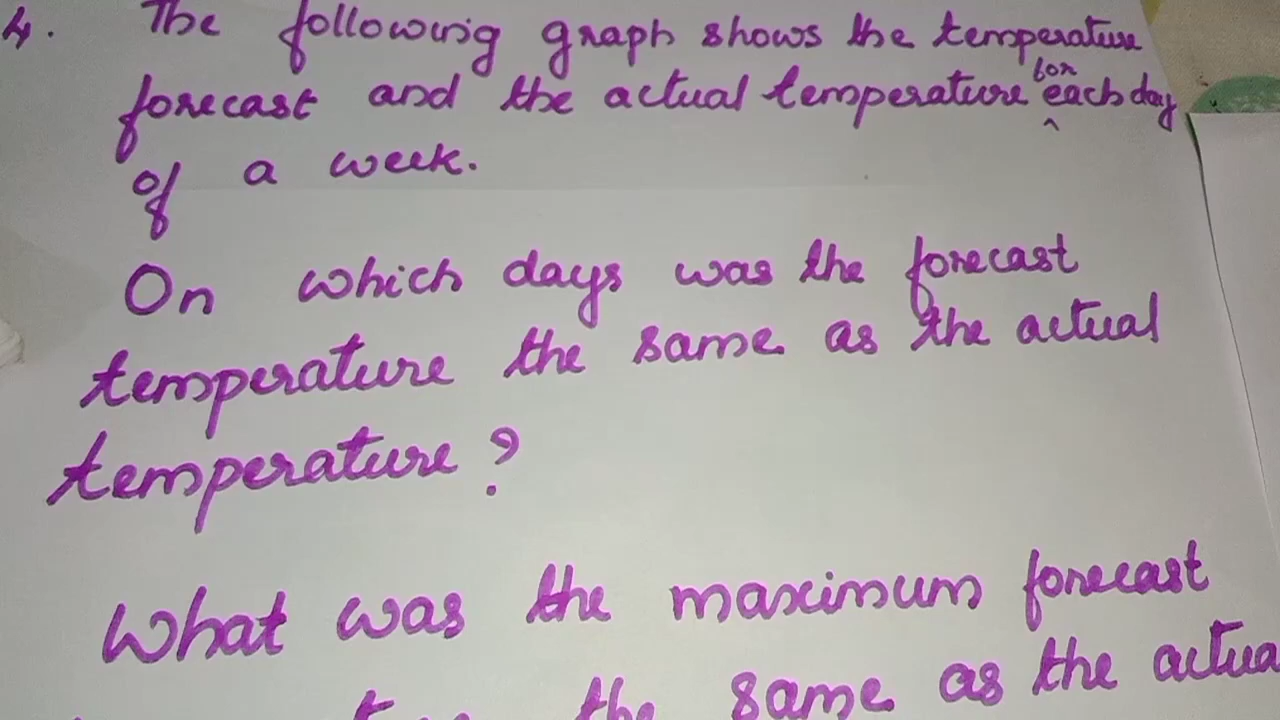 4. The following graph shows the temperature
forecast and the actual temperature for each day
of a week.
On which days was the forecast
temperature the same as the actual
temperature?
What was the maximum forecast
the same as the actua